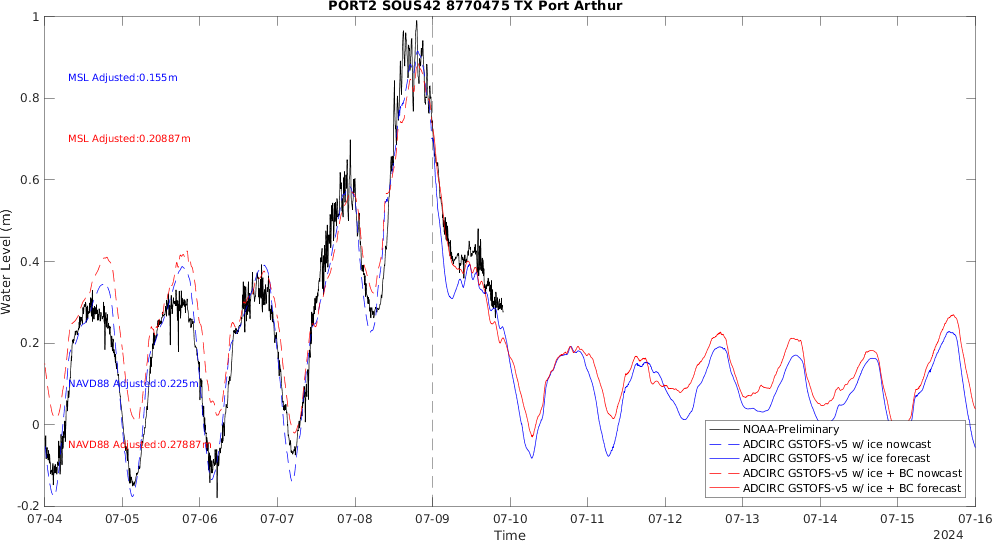 PORT2 SOUS42 8770475 TX Port Arthur
1
MSL Adjusted:0.155m
0.8
MSL Adjusted:0.20887m
0.6
Water Level (m)
0.4
0.2
NAVD88 Adjusted:0.225m
0
NAVD88 Adjusted:0.27887m
NOAA-Preliminary
ADCIRC GSTOFS-v5 w/ ice nowcast
ADCIRC GSTOFS-v5 w/ ice forecast
ADCIRC GSTOFS-v5 w/ ice + BC nowcast
ADCIRC GSTOFS-v5 w/ ice + BC forecast
-0.2
07-04 07-05 07-06 07-07 07-08 07-09 07-10 07-11 07-12 07-13 07-14 07-15 07-16
Time
2024